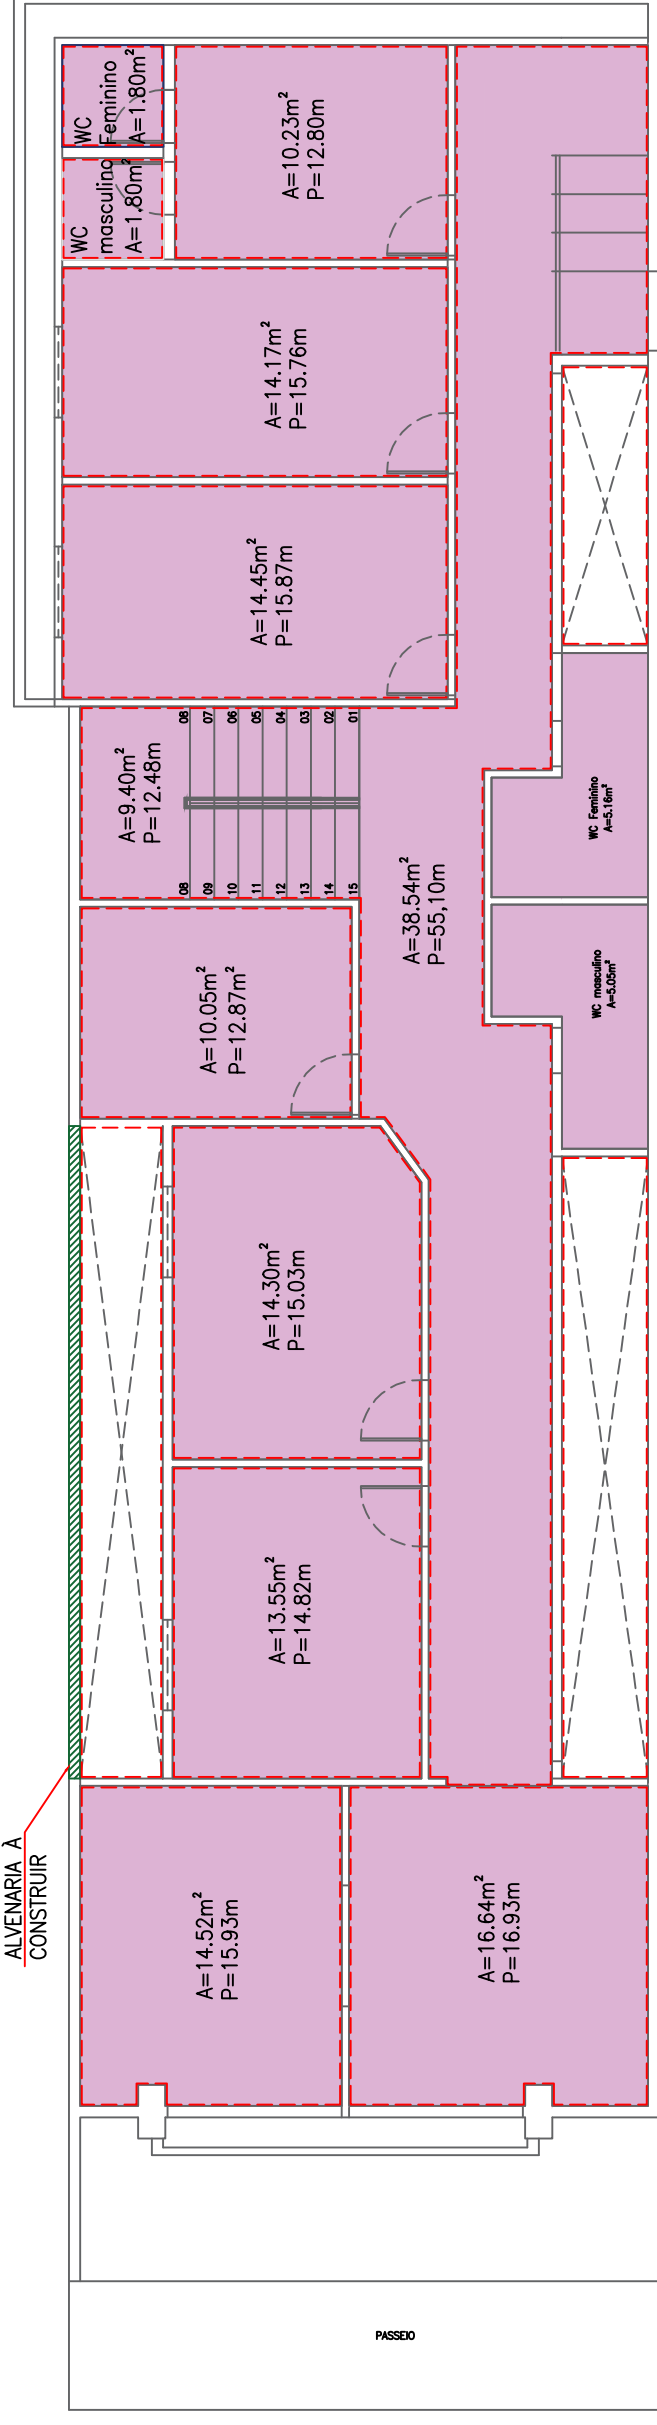 WC
Feminino
A=1.80m²
WC
masculino
A=1.80m²
A=10.23m²
P=12.80m
A=14.17m²
P=15.76m
A=14.45m²
P=15.87m
A=9.40m²
P=12.48m
08
07
06
05
04
03
02
01
08
09
10
11
12
13
14
15
A=38.54m²
P=55,10m
WC Feminino
A=5.16m²
WC masculino
A=5.05m²
A=10.05m²
P=12.87m²
A=14.30m²
P=15.03m
A=13.55m²
P=14.82m
ALVENARIA À
CONSTRUIR
A=14.52m²
P=15.93m
A=16.64m²
P=16.93m
PASSEIO